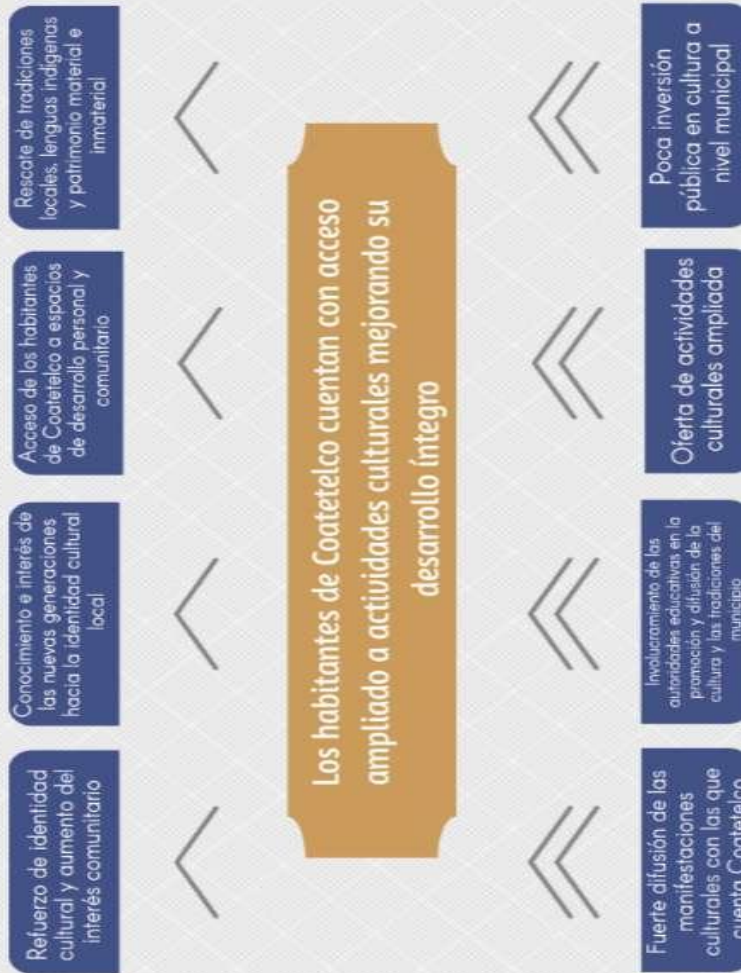 Refuerzo de identidad
cultural y aumento del
interés comunitario
Conocimiento e interés de
las nuevas generaciones
hacia la identidad cultural
local
Acceso de los habitantes
de Coatetelco a espacios
de desarrollo personal y
comunitario
Rescate de tradiciones
locales, lenguas indígenas
y patrimonio material e
inmaterial
Los habitantes de Coatetelco cuentan con acceso
ampliado a actividades culturales mejorando su
desarrollo íntegro
Fuerte difusión de las
manifestaciones
culturales con las que
cuenta Coatetelco
Involucramiento de las
autoridades educativas en la
promoción y difusión de la
cultura y las tradiciones del
municipio
Oferta de actividades
culturales ampliada
Poca inversión
pública en cultura a
nivel municipal